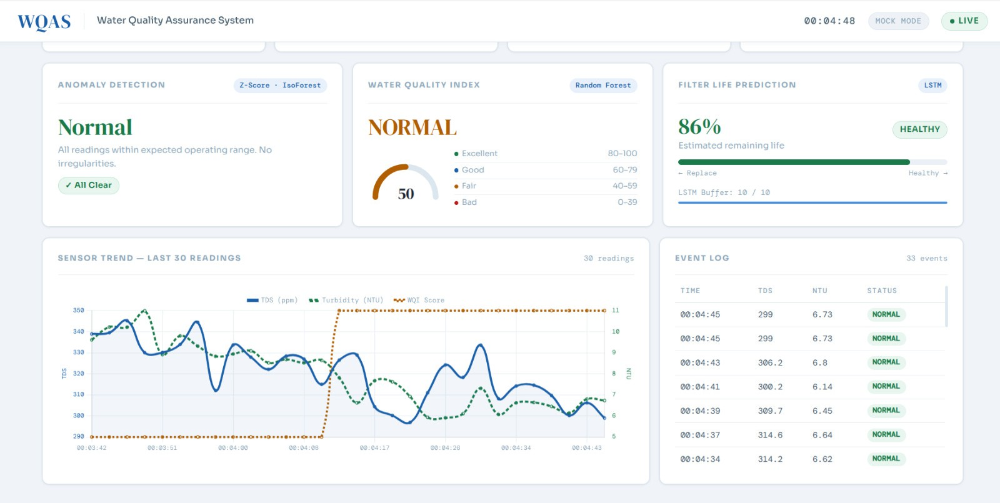 WQAS
Water Quality Assurance System
00:04:48
MOCK MODE
● LIVE
ANOMALY DETECTION
Z-Score · IsoForest
Normal
All readings within expected operating range. No
irregularities.
✓ All Clear
WATER QUALITY INDEX
Random Forest
NORMAL
50
Excellent 80–100
Good 60–79
Fair 40–59
Bad 0–39
FILTER LIFE PREDICTION
LSTM
86%
HEALTHY
Estimated remaining life
← Replace
Healthy →
LSTM Buffer: 10 / 10
SENSOR TREND — LAST 30 READINGS
30 readings
TDS (ppm) Turbidity (NTU) WQI Score
350
340
330
320
310
300
290
TDS
11
10
9
8
7
6
5
NTU
00:03:42 00:03:51 00:04:00 00:04:08 00:04:17 00:04:26 00:04:34 00:04:43
EVENT LOG
33 events
TIME TDS NTU STATUS
00:04:45 299 6.73 NORMAL
00:04:45 299 6.73 NORMAL
00:04:43 306.2 6.8 NORMAL
00:04:41 300.2 6.14 NORMAL
00:04:39 309.7 6.45 NORMAL
00:04:37 314.6 6.64 NORMAL
00:04:34 314.2 6.62 NORMAL